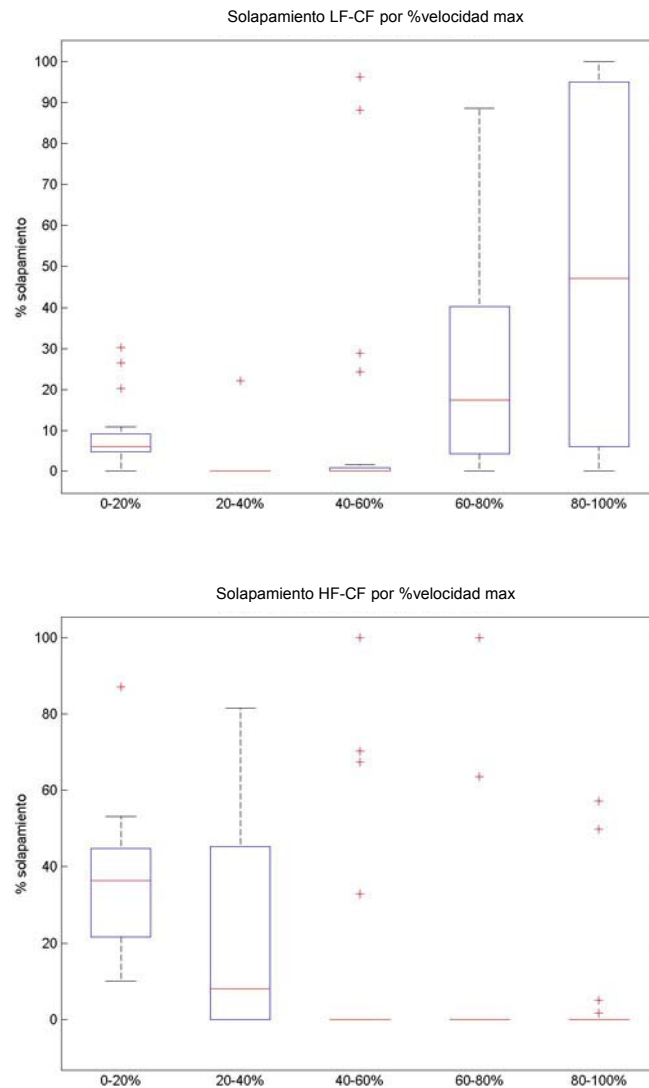 Solapamiento LF-CF por %velocidad max
100
90
80
70
60
50
40
30
20
10
0
% solapamiento
0-20% 20-40% 40-60% 60-80% 80-100%
Solapamiento HF-CF por %velocidad max
100
80
60
40
20
0
% solapamiento
0-20% 20-40% 40-60% 60-80% 80-100%